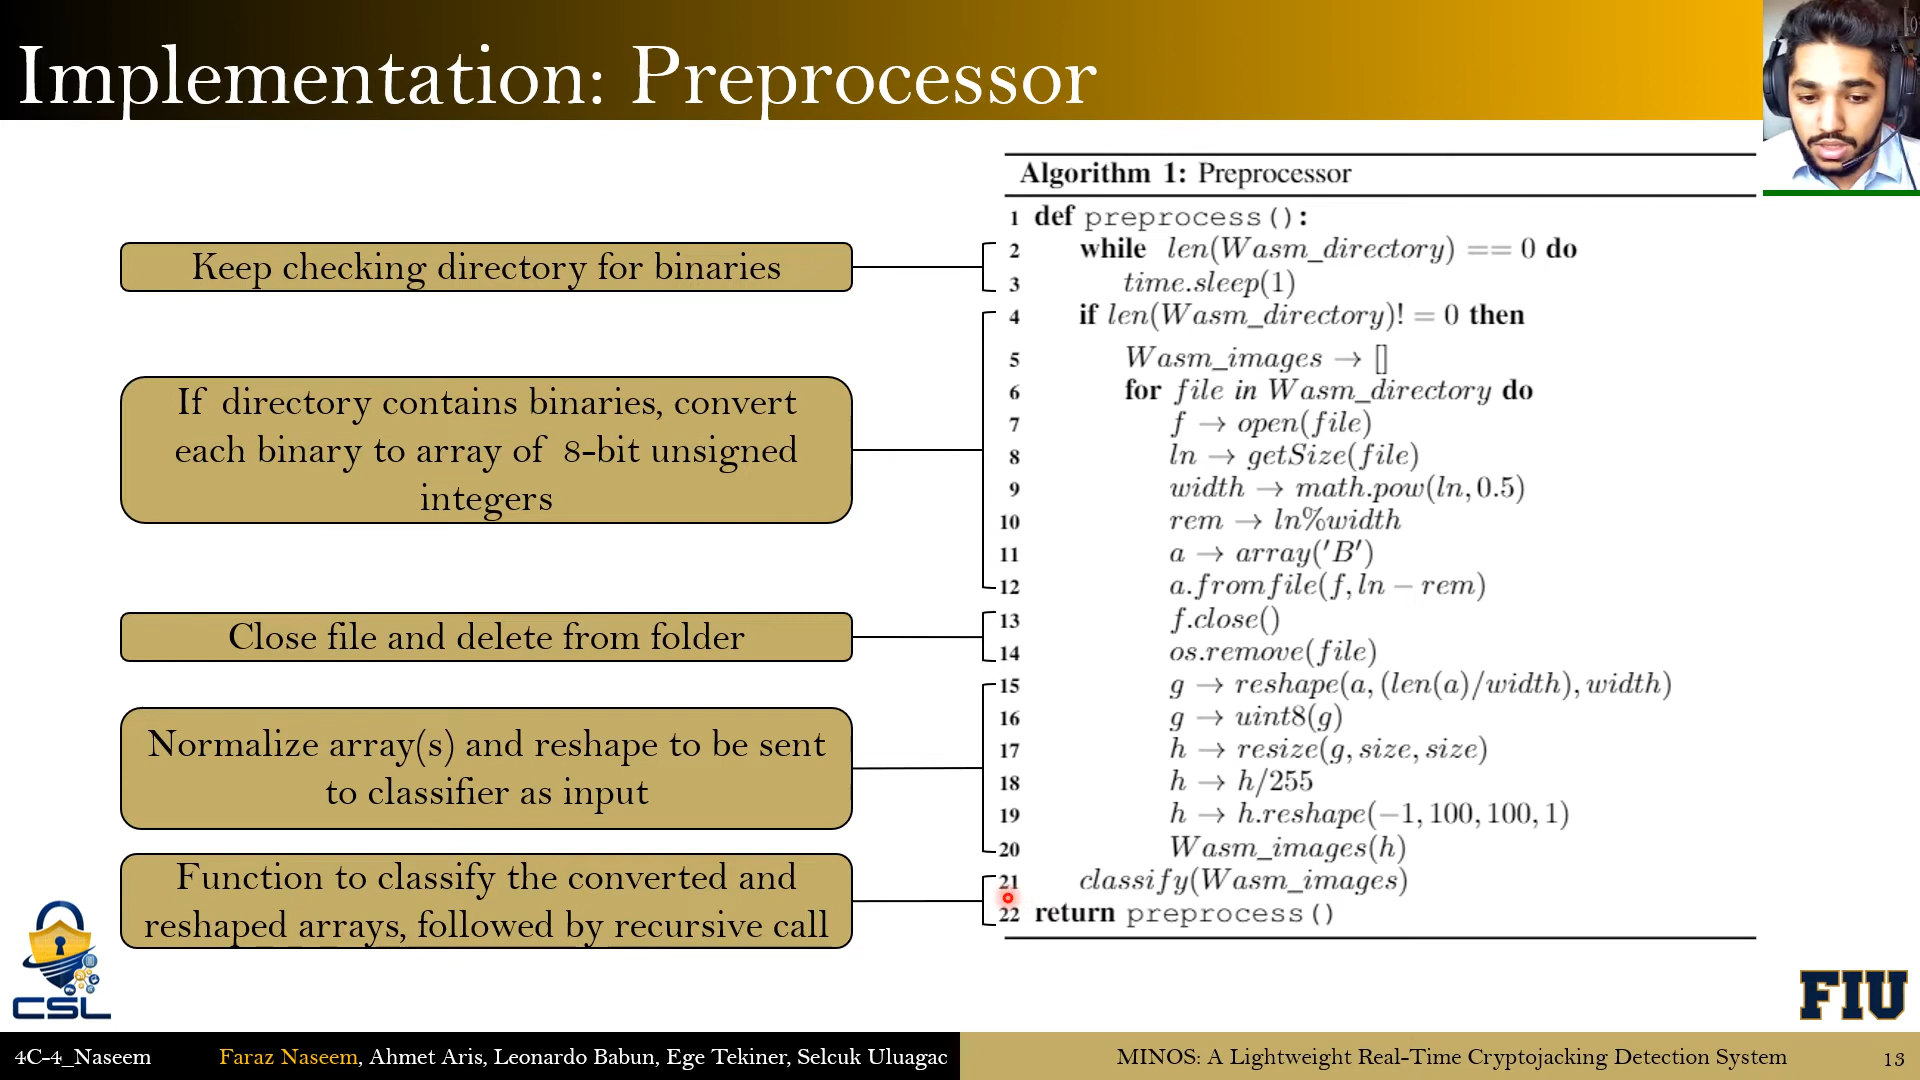 Implementation: Preprocessor
Keep checking directory for binaries
If directory contains binaries, convert
each binary to array of 8-bit unsigned
integers
Close file and delete from folder
Normalize array(s) and reshape to be sent
to classifier as input
Function to classify the converted and
reshaped arrays, followed by recursive call
Algorithm 1: Preprocessor
1 def preprocess():
2 while len(Wasm_directory) == 0 do
3 time.sleep(1)
4 if len(Wasm_directory)! = 0 then
5 Wasm_images → []
6 for file in Wasm_directory do
7 f → open(file)
8 ln → getSize(file)
9 width → math.pow(ln, 0.5)
10 rem → ln%width
11 a → array('B')
12 a.fromfile(f, ln − rem)
13 f.close()
14 os.remove(file)
15 g → reshape(a, (len(a)/width), width)
16 g → uint8(g)
17 h → resize(g, size, size)
18 h → h/255
19 h → h.reshape(−1, 100, 100, 1)
20 Wasm_images(h)
21 classify(Wasm_images)
22 return preprocess()
CSL
FIU
4C-4_Naseem
Faraz Naseem, Ahmet Aris, Leonardo Babun, Ege Tekiner, Selcuk Uluagac
MINOS: A Lightweight Real-Time Cryptojacking Detection System
13